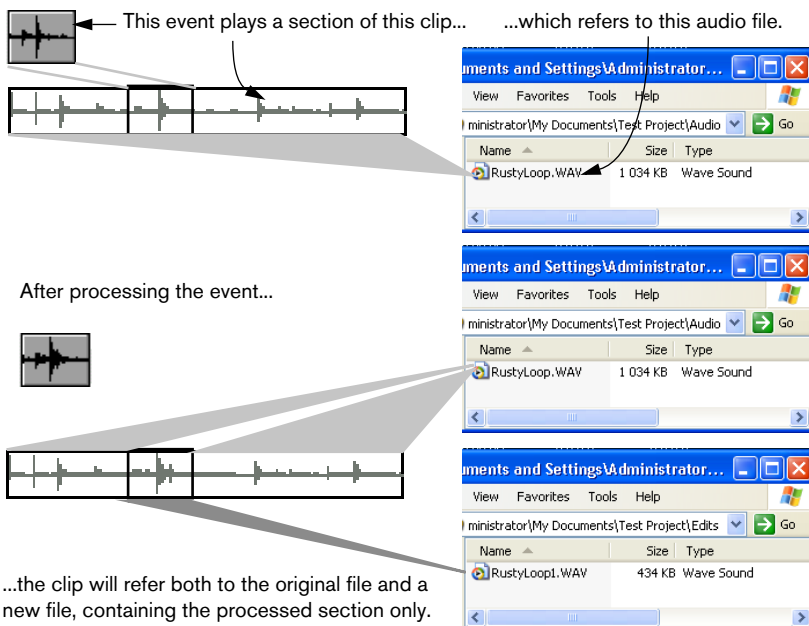 This event plays a section of this clip... ...which refers to this audio file.
uments and Settings\Administrator...
View Favorites Tools Help
ministrator\My Documents\Test Project\Audio Go
Name Size Type
RustyLoop.WAV 1 034 KB Wave Sound
After processing the event...
uments and Settings\Administrator...
View Favorites Tools Help
ministrator\My Documents\Test Project\Audio Go
Name Size Type
RustyLoop.WAV 1 034 KB Wave Sound
uments and Settings\Administrator...
View Favorites Tools Help
ministrator\My Documents\Test Project\Edits Go
Name Size Type
RustyLoop1.WAV 434 KB Wave Sound
...the clip will refer both to the original file and a
new file, containing the processed section only.